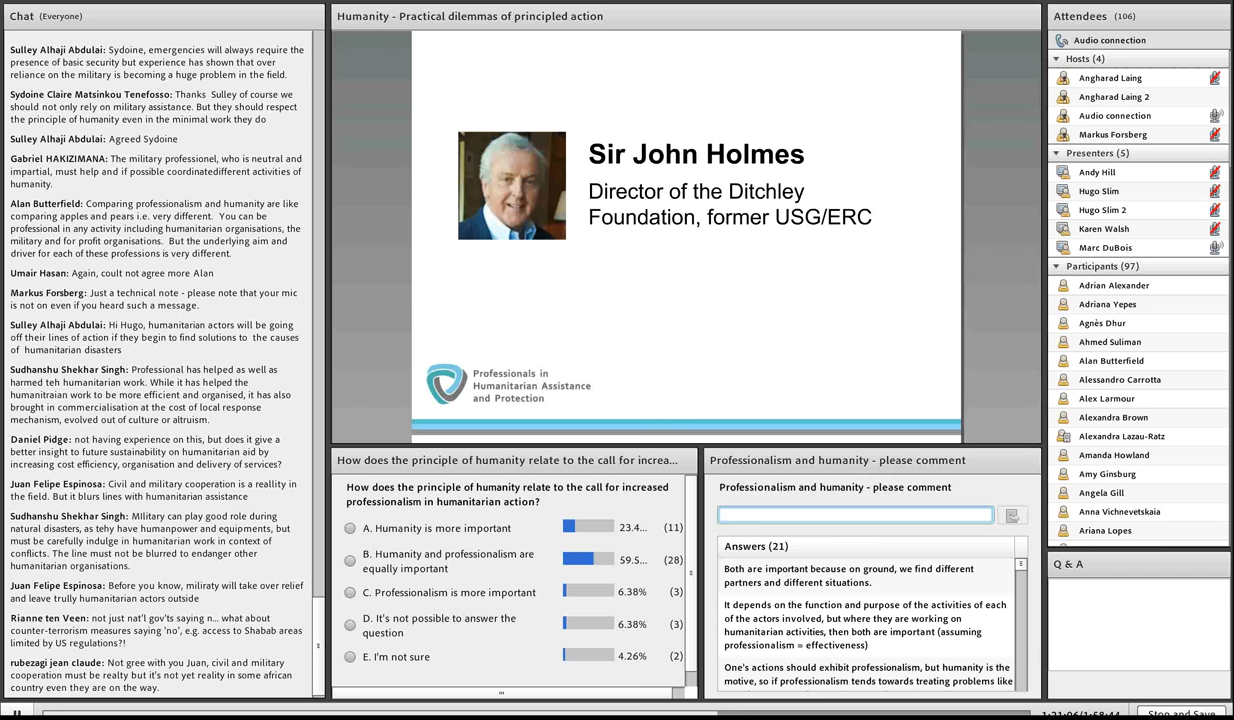 Chat (Everyone)
Sulley Alhaji Abdulai: Sydoine, emergencies will always require the
presence of basic security but experience has shown that over
reliance on the military is becoming a huge problem in the field.
Sydoine Claire Matsinkou Tenefosso: Thanks Sulley of course we
should not only rely on military assistance. But they should respect
the principle of humanity even in the minimal work they do
Sulley Alhaji Abdulai: Agreed Sydoine
Gabriel HAKIZIMANA: The military professionel, who is neutral and
impartial, must help and if possible coordinatedifferent activities of
humanity.
Alan Butterfield: Comparing professionalism and humanity are like
comparing apples and pears i.e. very different. You can be
professional in any activity including humanitarian organisations, the
military and for profit organisations. But the underlying aim and
driver for each of these professions is very different.
Umair Hasan: Again, coult not agree more Alan
Markus Forsberg: Just a technical note - please note that your mic
is not on even if you heard such a message.
Sulley Alhaji Abdulai: Hi Hugo, humanitarian actors will be going
off their lines of action if they begin to find solutions to the causes
of humanitarian disasters
Sudhanshu Shekhar Singh: Professional has helped as well as
harmed teh humanitarian work. While it has helped the
humanitraian work to be more efficient and organised, it has also
brought in commercialisation at the cost of local response
mechanism, evolved out of culture or altruism.
Daniel Pidge: not having experience on this, but does it give a
better insight to future sustainability on humanitarian aid by
increasing cost efficiency, organisation and delivery of services?
Juan Felipe Espinosa: Civil and military cooperation is a reallity in
the field. But it blurs lines with humanitarian assistance
Sudhanshu Shekhar Singh: MIlitary can play good role during
natural disasters, as tehy have humanpower and equipments, but
must be carefully indulge in humanitarian work in context of
conflicts. The line must not be blurred to endanger other
humanitarian organisations.
Juan Felipe Espinosa: Before you know, miliraty will take over relief
and leave trully humanitarian actors outside
Rianne ten Veen: not just nat'l gov'ts saying n... what about
counter-terrorism measures saying 'no', e.g. access to Shabab areas
limited by US regulations?!
rubezagi jean claude: Not gree with you Juan, civil and military
cooperation must be realty but it's not yet reality in some african
country even they are on the way.
Humanity - Practical dilemmas of principled action
Sir John Holmes
Director of the Ditchley
Foundation, former USG/ERC
Professionals in
Humanitarian Assistance
and Protection
How does the principle of humanity relate to the call for increa...
How does the principle of humanity relate to the call for increased
professionalism in humanitarian action?
A. Humanity is more important 23.4... (11)
B. Humanity and professionalism are
equally important 59.5... (28)
C. Professionalism is more important 6.38% (3)
D. It's not possible to answer the
question 6.38% (3)
E. I'm not sure 4.26% (2)
Professionalism and humanity - please comment
Professionalism and humanity - please comment
Answers (21)
Both are important because on ground, we find different
partners and different situations.
It depends on the function and purpose of the activities of each
of the actors involved, but where they are working on
humanitarian activities, then both are important (assuming
professionalism = effectiveness)
One's actions should exhibit professionalism, but humanity is the
motive, so if professionalism tends towards treating problems like
Attendees (106)
Audio connection
Hosts (4)
Angharad Laing
Angharad Laing 2
Audio connection
Markus Forsberg
Presenters (5)
Andy Hill
Hugo Slim
Hugo Slim 2
Karen Walsh
Marc DuBois
Participants (97)
Adrian Alexander
Adriana Yepes
Agnès Dhur
Ahmed Suliman
Alan Butterfield
Alessandro Carrotta
Alex Larmour
Alexandra Brown
Alexandra Lazau-Ratz
Amanda Howland
Amy Ginsburg
Angela Gill
Anna Vichnevetskaia
Ariana Lopes
Q & A
1:21:06/1:58:44
Stop and Save